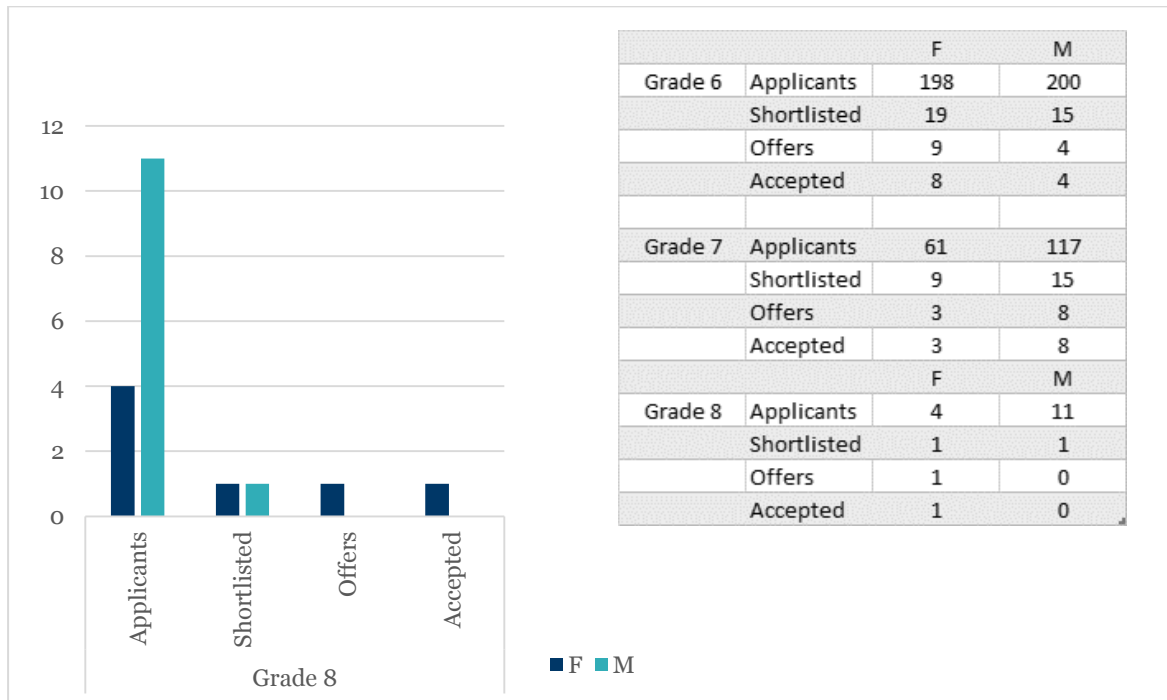 12
10
8
6
4
2
0
Applicants
Shortlisted
Offers
Accepted
Grade 8
F M
F M
Grade 6 Applicants 198 200
Shortlisted 19 15
Offers 9 4
Accepted 8 4
Grade 7 Applicants 61 117
Shortlisted 9 15
Offers 3 8
Accepted 3 8
F M
Grade 8 Applicants 4 11
Shortlisted 1 1
Offers 1 0
Accepted 1 0